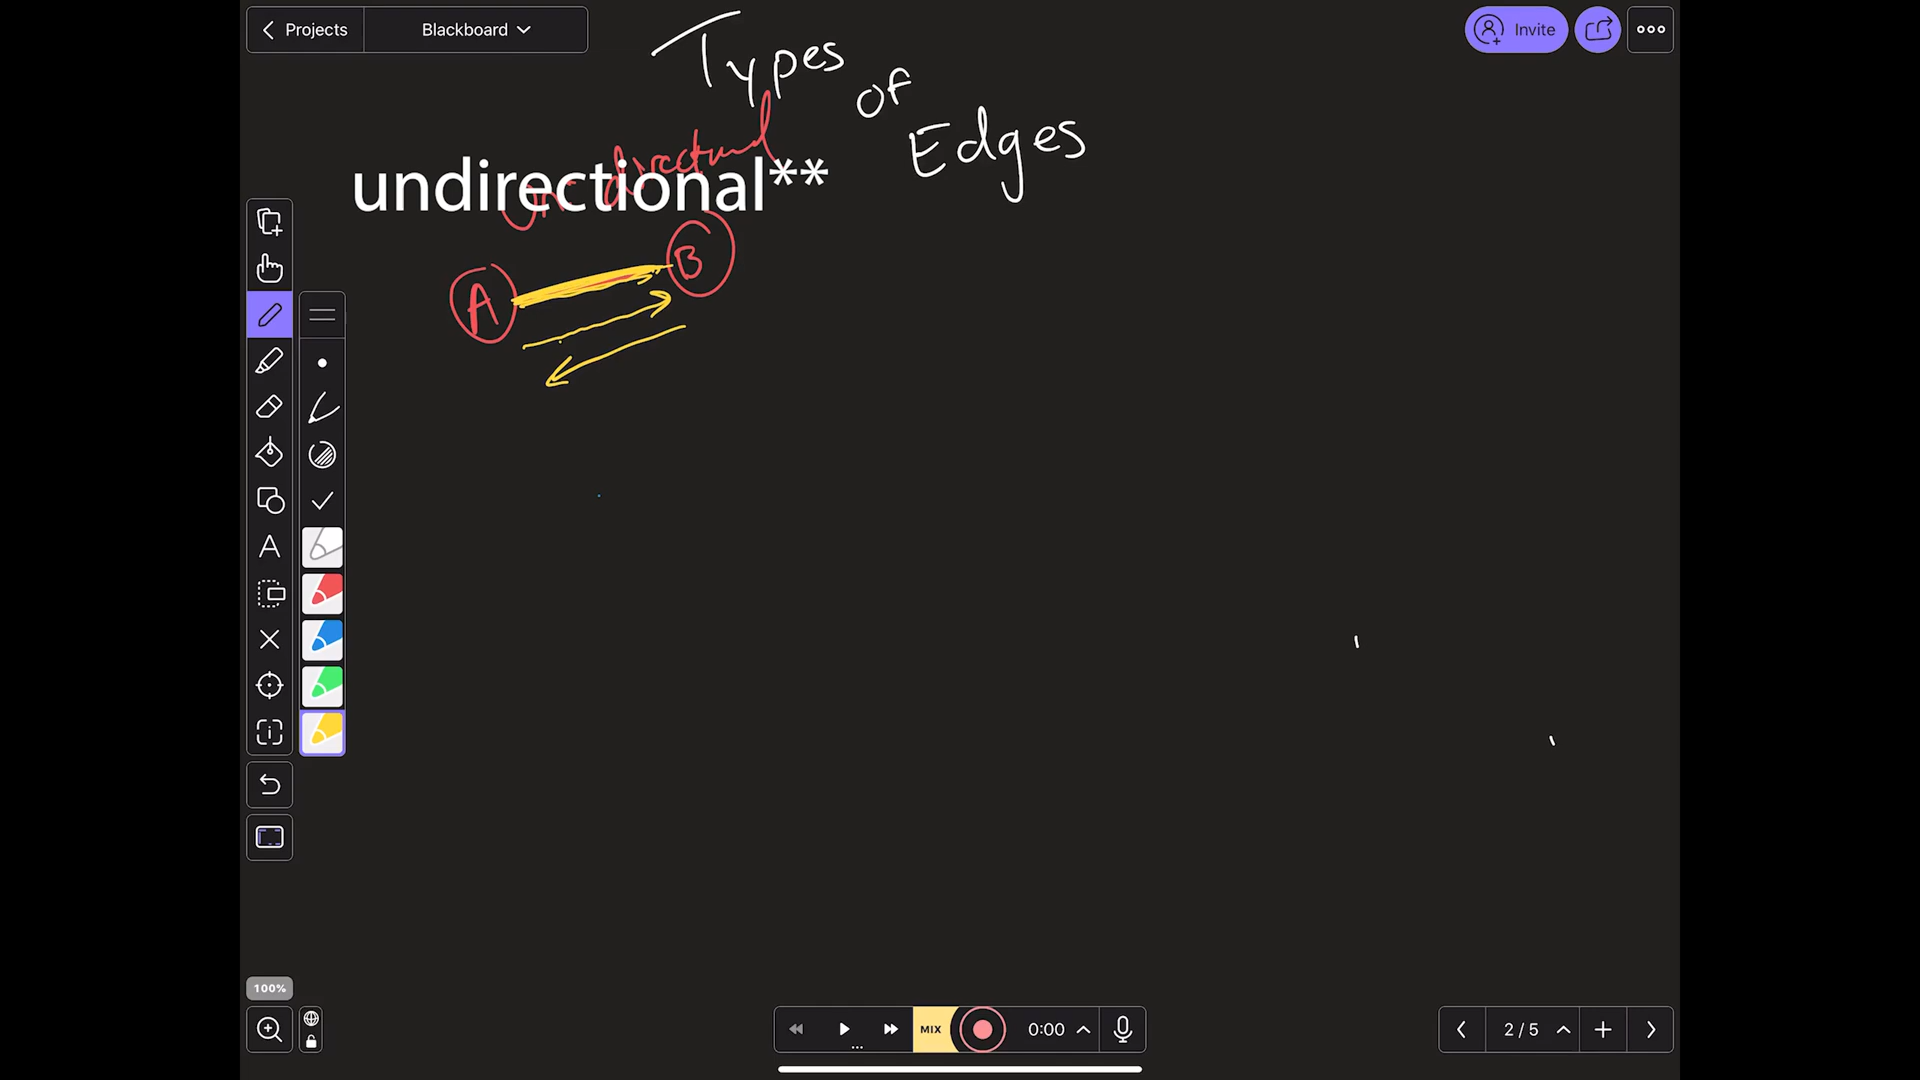 Projects
Blackboard
Invite
Types
of
Edges
undirectional**
A
B
A
100%
MIX
0:00
2 / 5